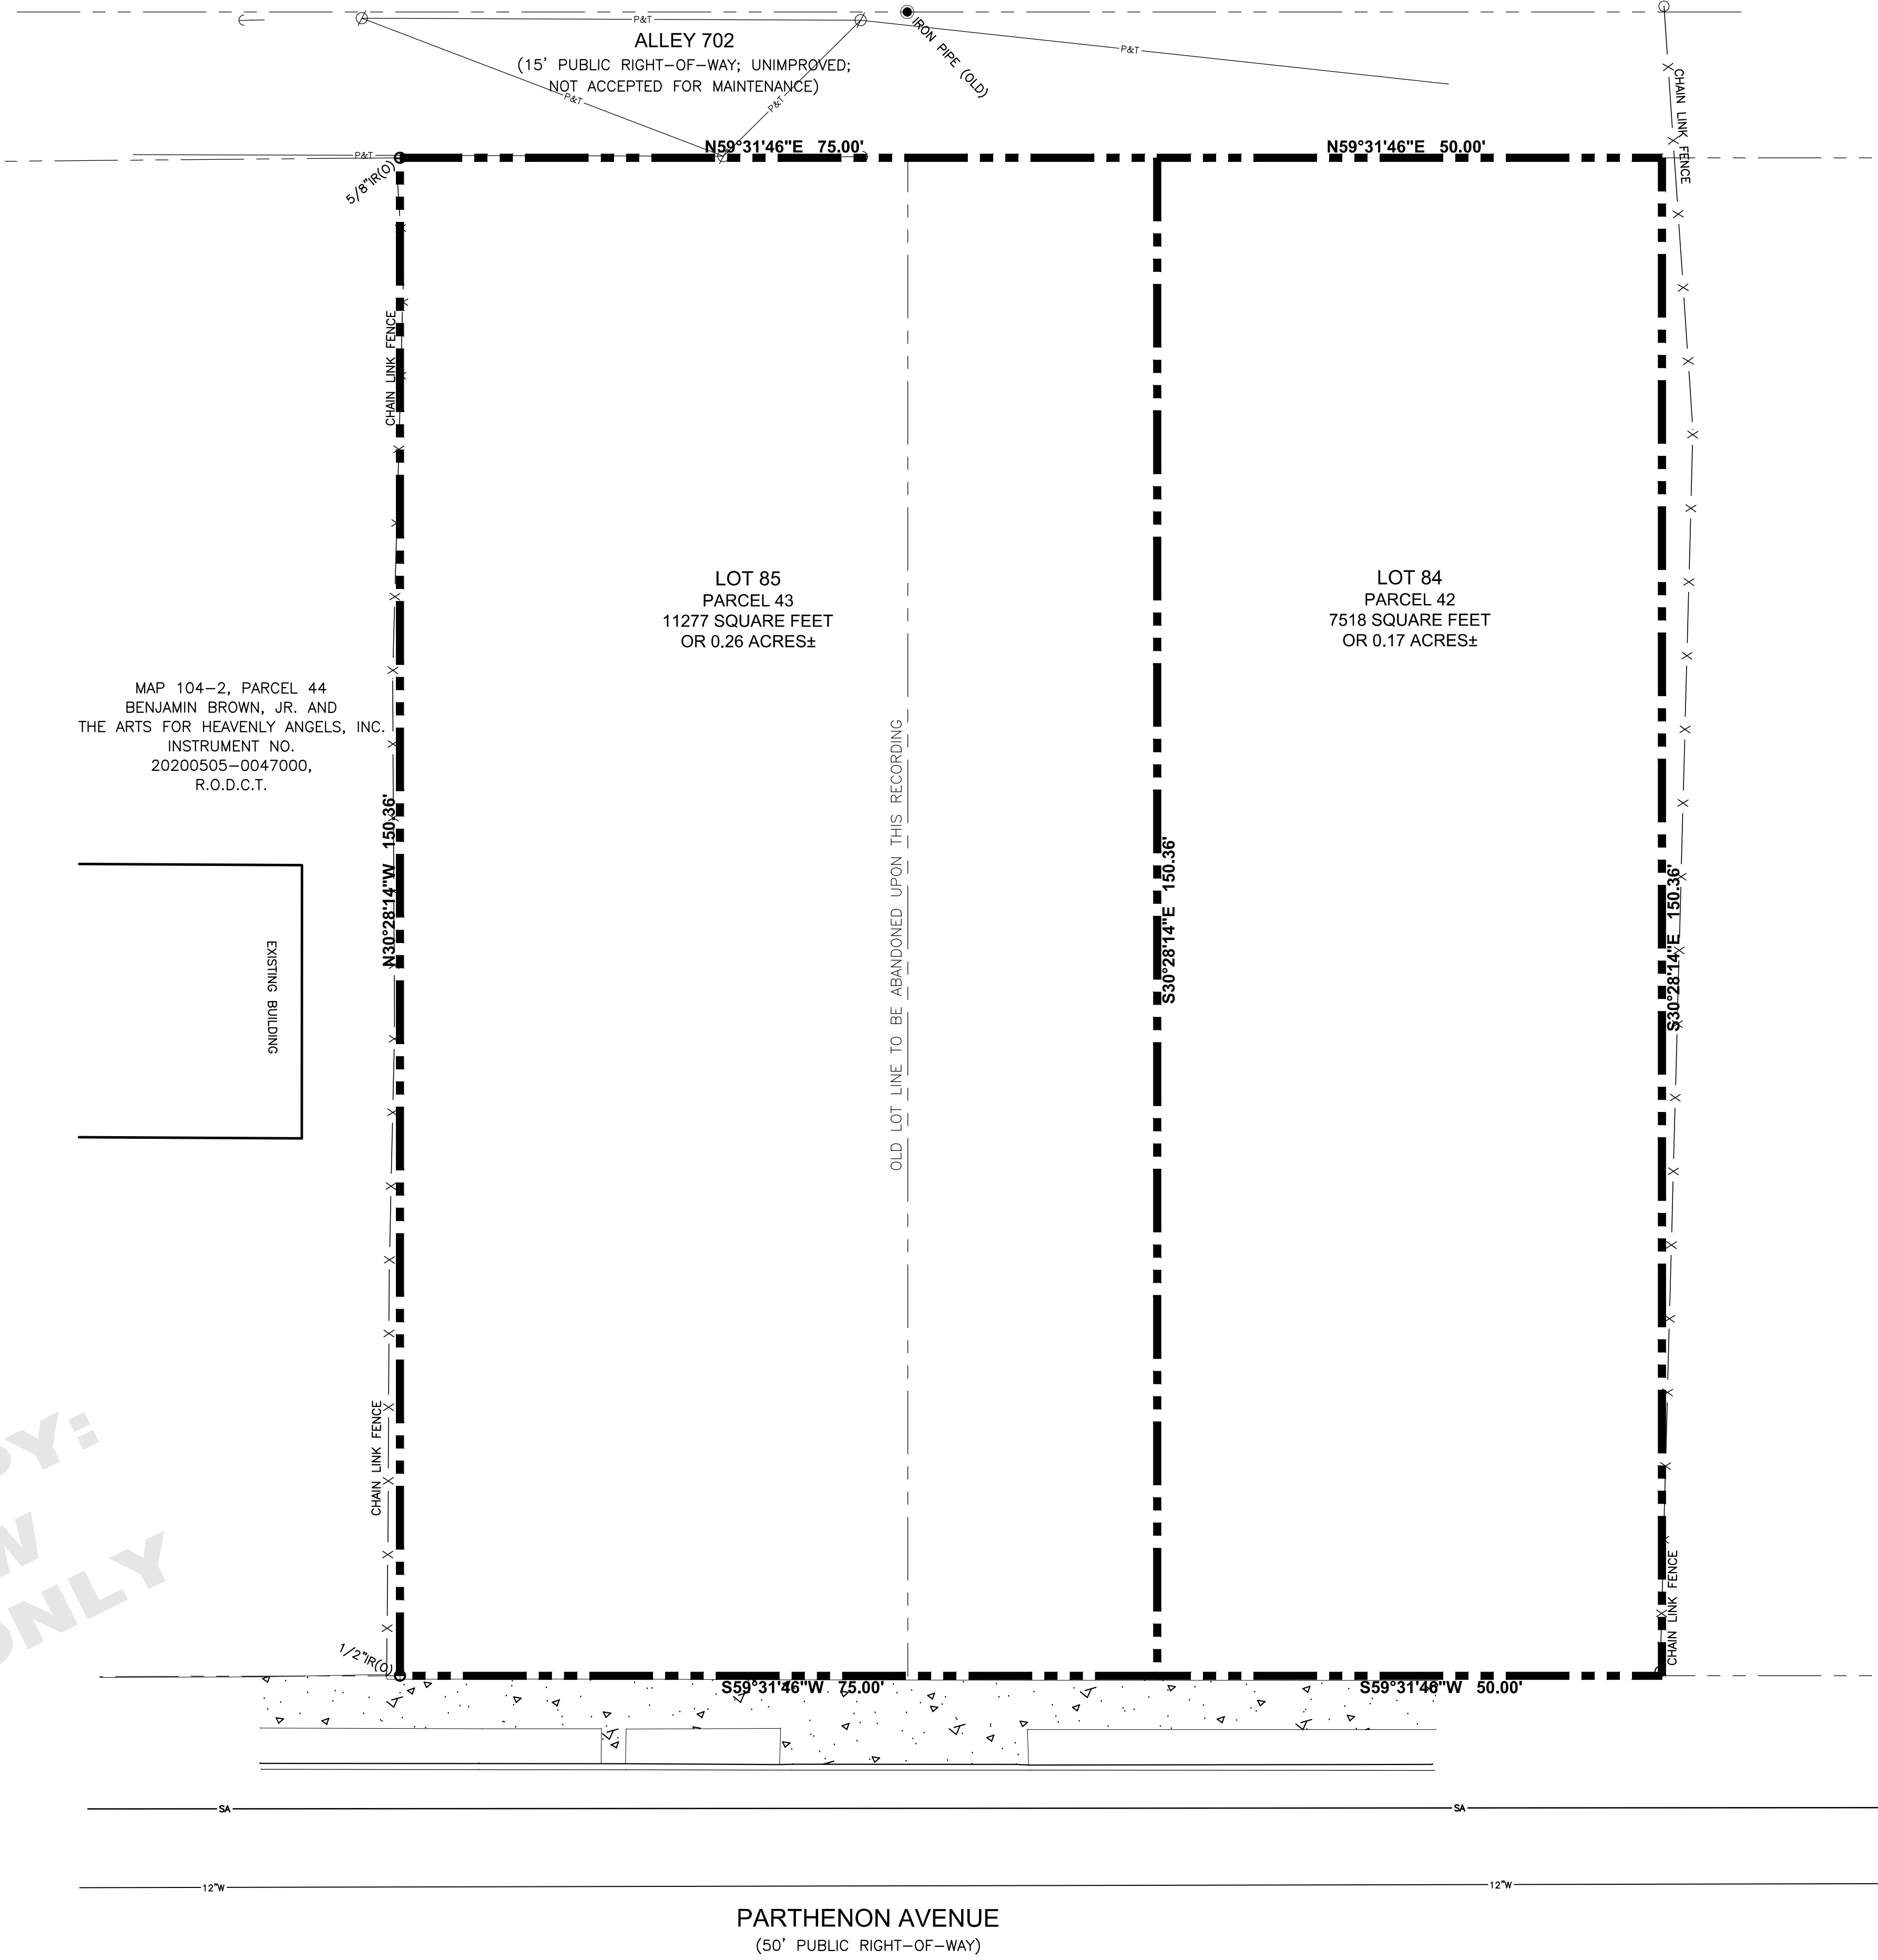 P&T
ALLEY 702
(15' PUBLIC RIGHT-OF-WAY; UNIMPROVED;
NOT ACCEPTED FOR MAINTENANCE)
P&T
P&T
IRON PIPE (OLD)
P&T
CHAIN LINK FENCE
P&T
5/8"IR(O)
N59°31'46"E 75.00'
N59°31'46"E 50.00'
CHAIN LINK FENCE
LOT 85
PARCEL 43
11277 SQUARE FEET
OR 0.26 ACRES±
LOT 84
PARCEL 42
7518 SQUARE FEET
OR 0.17 ACRES±
MAP 104-2, PARCEL 44
BENJAMIN BROWN, JR. AND
THE ARTS FOR HEAVENLY ANGELS, INC.
INSTRUMENT NO.
20200505-0047000,
R.O.D.C.T.
N30°28'14"W 150.36'
OLD LOT LINE TO BE ABANDONED UPON THIS RECORDING
S30°28'14"E 150.36'
S30°28'14"E 150.36'
EXISTING BUILDING
CHAIN LINK FENCE
CHAIN LINK FENCE
ONLY
1/2"IR(O)
S59°31'46"W 75.00'
S59°31'46"W 50.00'
SA
SA
12"W
12"W
PARTHENON AVENUE
(50' PUBLIC RIGHT-OF-WAY)